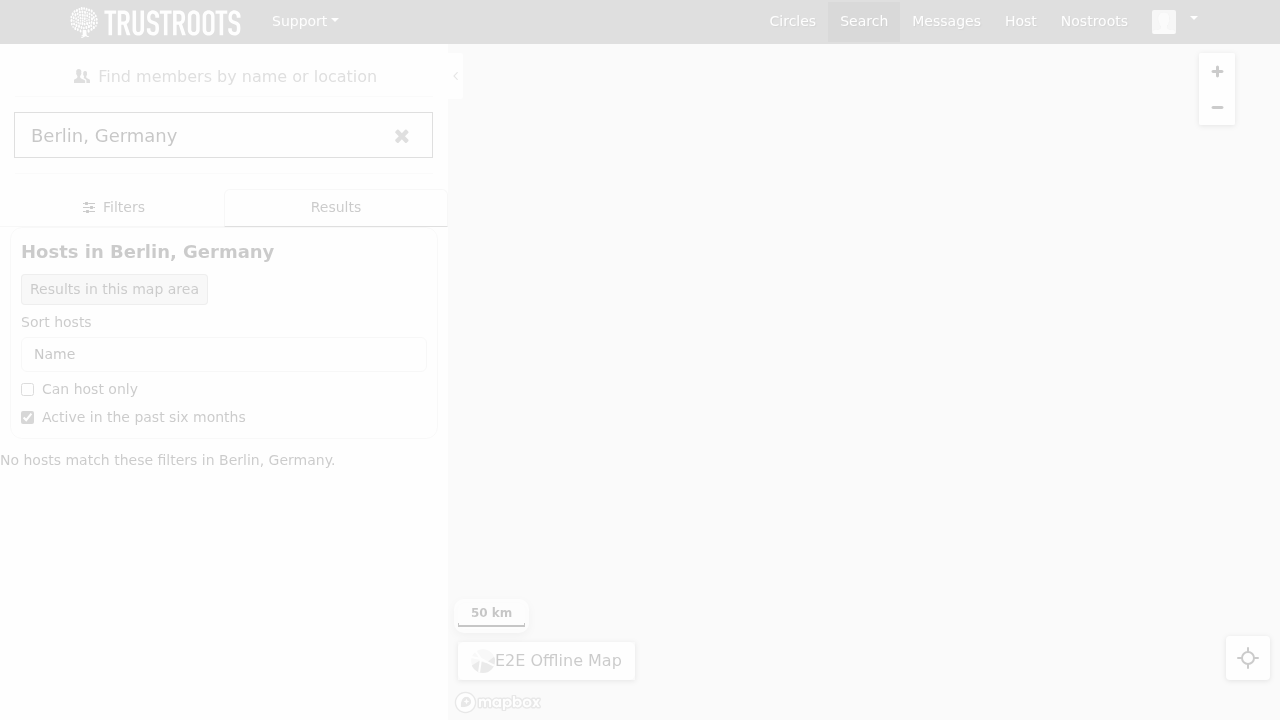 TRUSTROOTS
Support
Circles
Search
Messages
Host
Nostroots
Find members by name or location
Berlin, Germany
Filters
Results
Hosts in Berlin, Germany
Results in this map area
Sort hosts
Name
Can host only
Active in the past six months
No hosts match these filters in Berlin, Germany.
50 km
E2E Offline Map
mapbox